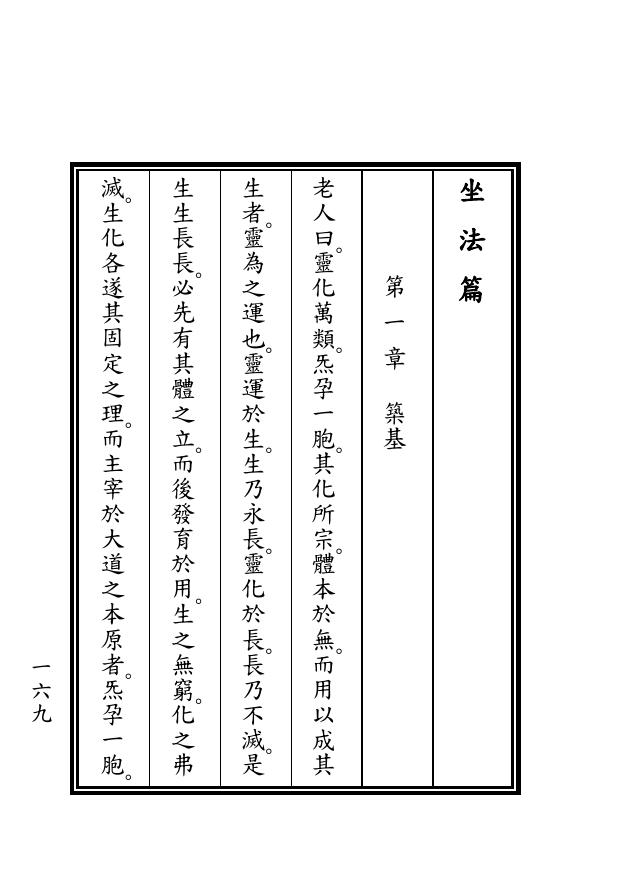 坐法篇
第一章 築基
老人曰。靈化萬類。炁孕一胞。其化所宗。體本於無。而用以成其
生者。靈為之運也。靈運於生。生乃永長。靈化於長。長乃不滅。是
生生長長。必先有其體之立。而後發育於用。生之無窮。化之弗
滅。生化各遂其固定之理。而主宰於大道之本原者。炁孕一胞。
一六九